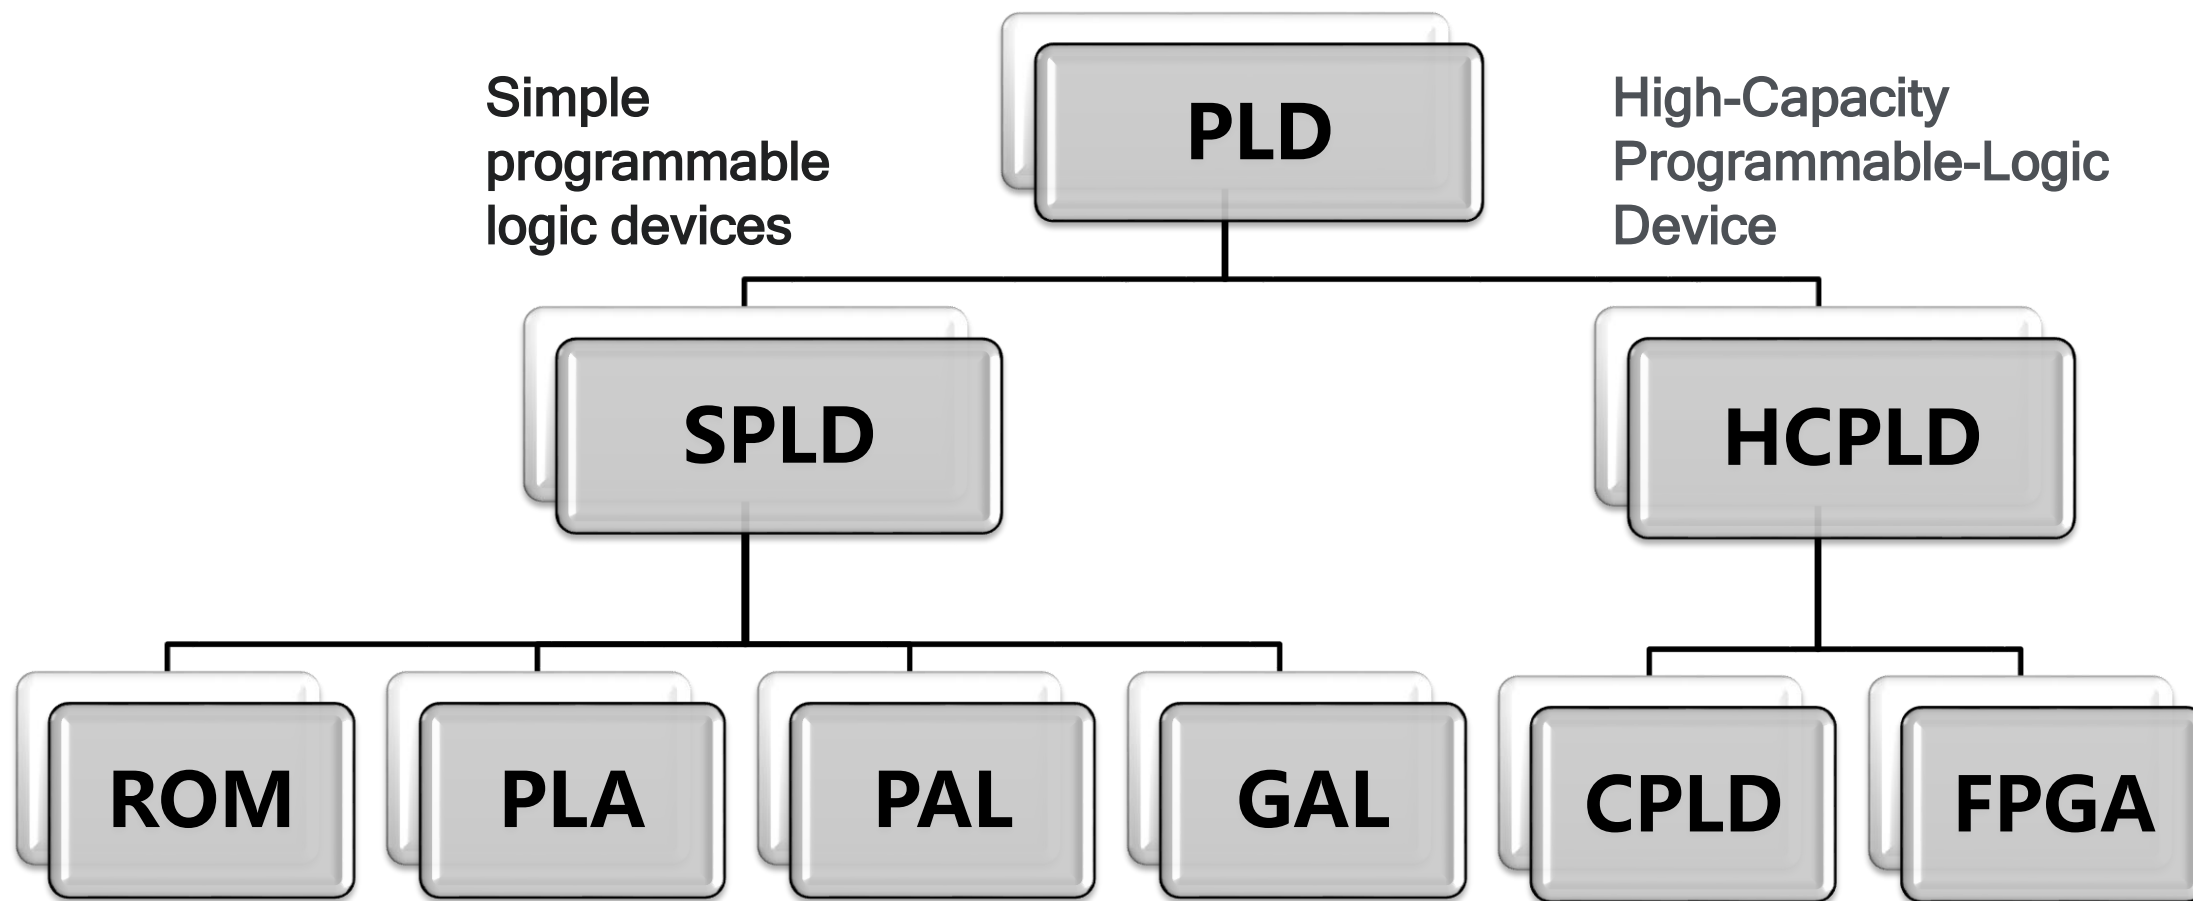 PLD
Simple
programmable
logic devices
High-Capacity
Programmable-Logic
Device
SPLD
HCPLD
ROM
PLA
PAL
GAL
CPLD
FPGA